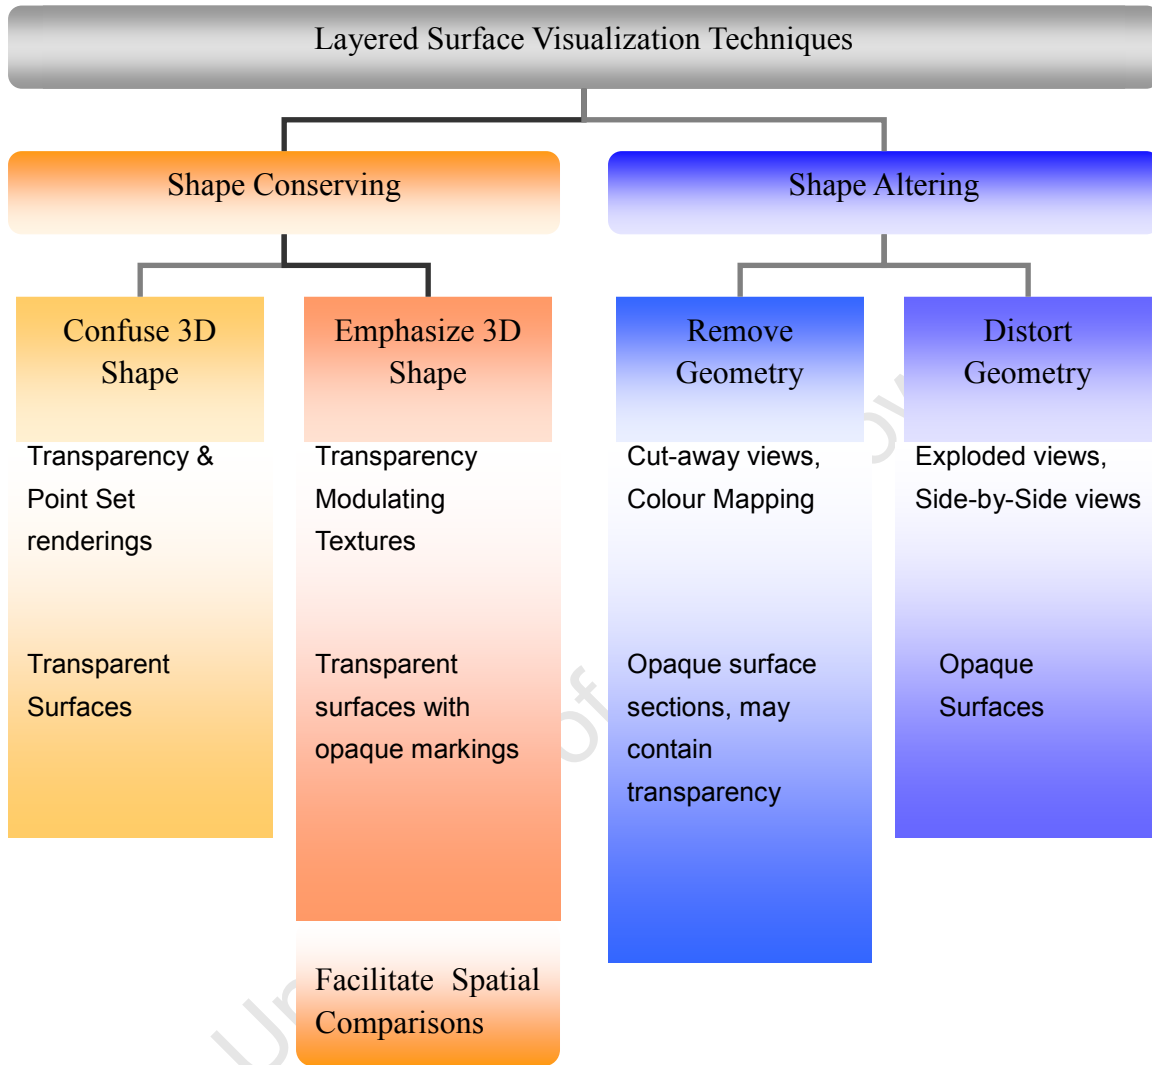 Layered Surface Visualization Techniques
Shape Conserving
Shape Altering
Confuse 3D
Shape
Emphasize 3D
Shape
Remove
Geometry
Distort
Geometry
Transparency &
Point Set
renderings
Transparency
Modulating
Textures
Cut-away views,
Colour Mapping
Exploded views,
Side-by-Side views
Transparent
Surfaces
Transparent
surfaces with
opaque markings
Opaque surface
sections, may
contain
transparency
Opaque
Surfaces
Facilitate Spatial
Comparisons
of